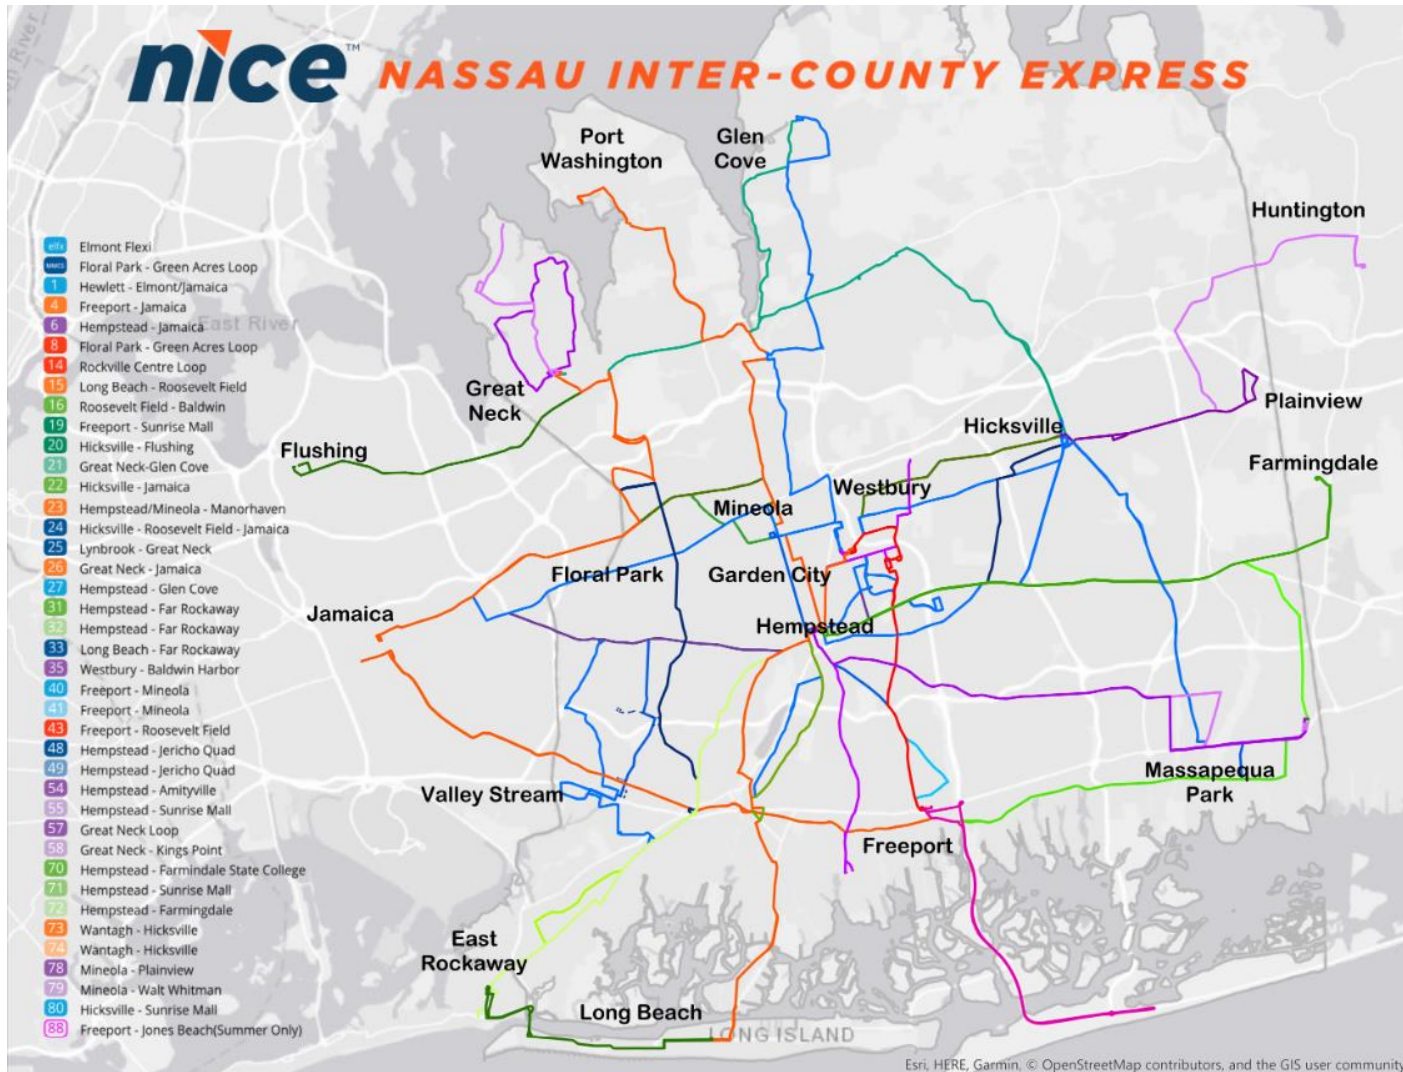 nice™ NASSAU INTER-COUNTY EXPRESS
Port
Washington
Glen
Cove
Huntington
Great
Neck
Flushing
Hicksville
Plainview
Farmingdale
Westbury
Mineola
Floral Park
Garden City
Jamaica
Hempstead
Valley Stream
Massapequa
Park
Freeport
East
Rockaway
Long Beach
LONG ISLAND
East River
River
elfx Elmont Flexi
Floral Park - Green Acres Loop
1 Hewlett - Elmont/Jamaica
4 Freeport - Jamaica
6 Hempstead - Jamaica
8 Floral Park - Green Acres Loop
14 Rockville Centre Loop
15 Long Beach - Roosevelt Field
16 Roosevelt Field - Baldwin
19 Freeport - Sunrise Mall
20 Hicksville - Flushing
21 Great Neck-Glen Cove
22 Hicksville - Jamaica
23 Hempstead/Mineola - Manorhaven
24 Hicksville - Roosevelt Field - Jamaica
25 Lynbrook - Great Neck
26 Great Neck - Jamaica
27 Hempstead - Glen Cove
31 Hempstead - Far Rockaway
32 Hempstead - Far Rockaway
33 Long Beach - Far Rockaway
35 Westbury - Baldwin Harbor
40 Freeport - Mineola
41 Freeport - Mineola
43 Freeport - Roosevelt Field
48 Hempstead - Jericho Quad
49 Hempstead - Jericho Quad
54 Hempstead - Amityville
55 Hempstead - Sunrise Mall
57 Great Neck Loop
58 Great Neck - Kings Point
70 Hempstead - Farmindale State College
71 Hempstead - Sunrise Mall
72 Hempstead - Farmingdale
73 Wantagh - Hicksville
74 Wantagh - Hicksville
78 Mineola - Plainview
79 Mineola - Walt Whitman
80 Hicksville - Sunrise Mall
88 Freeport - Jones Beach(Summer Only)
Esri, HERE, Garmin, © OpenStreetMap contributors, and the GIS user community